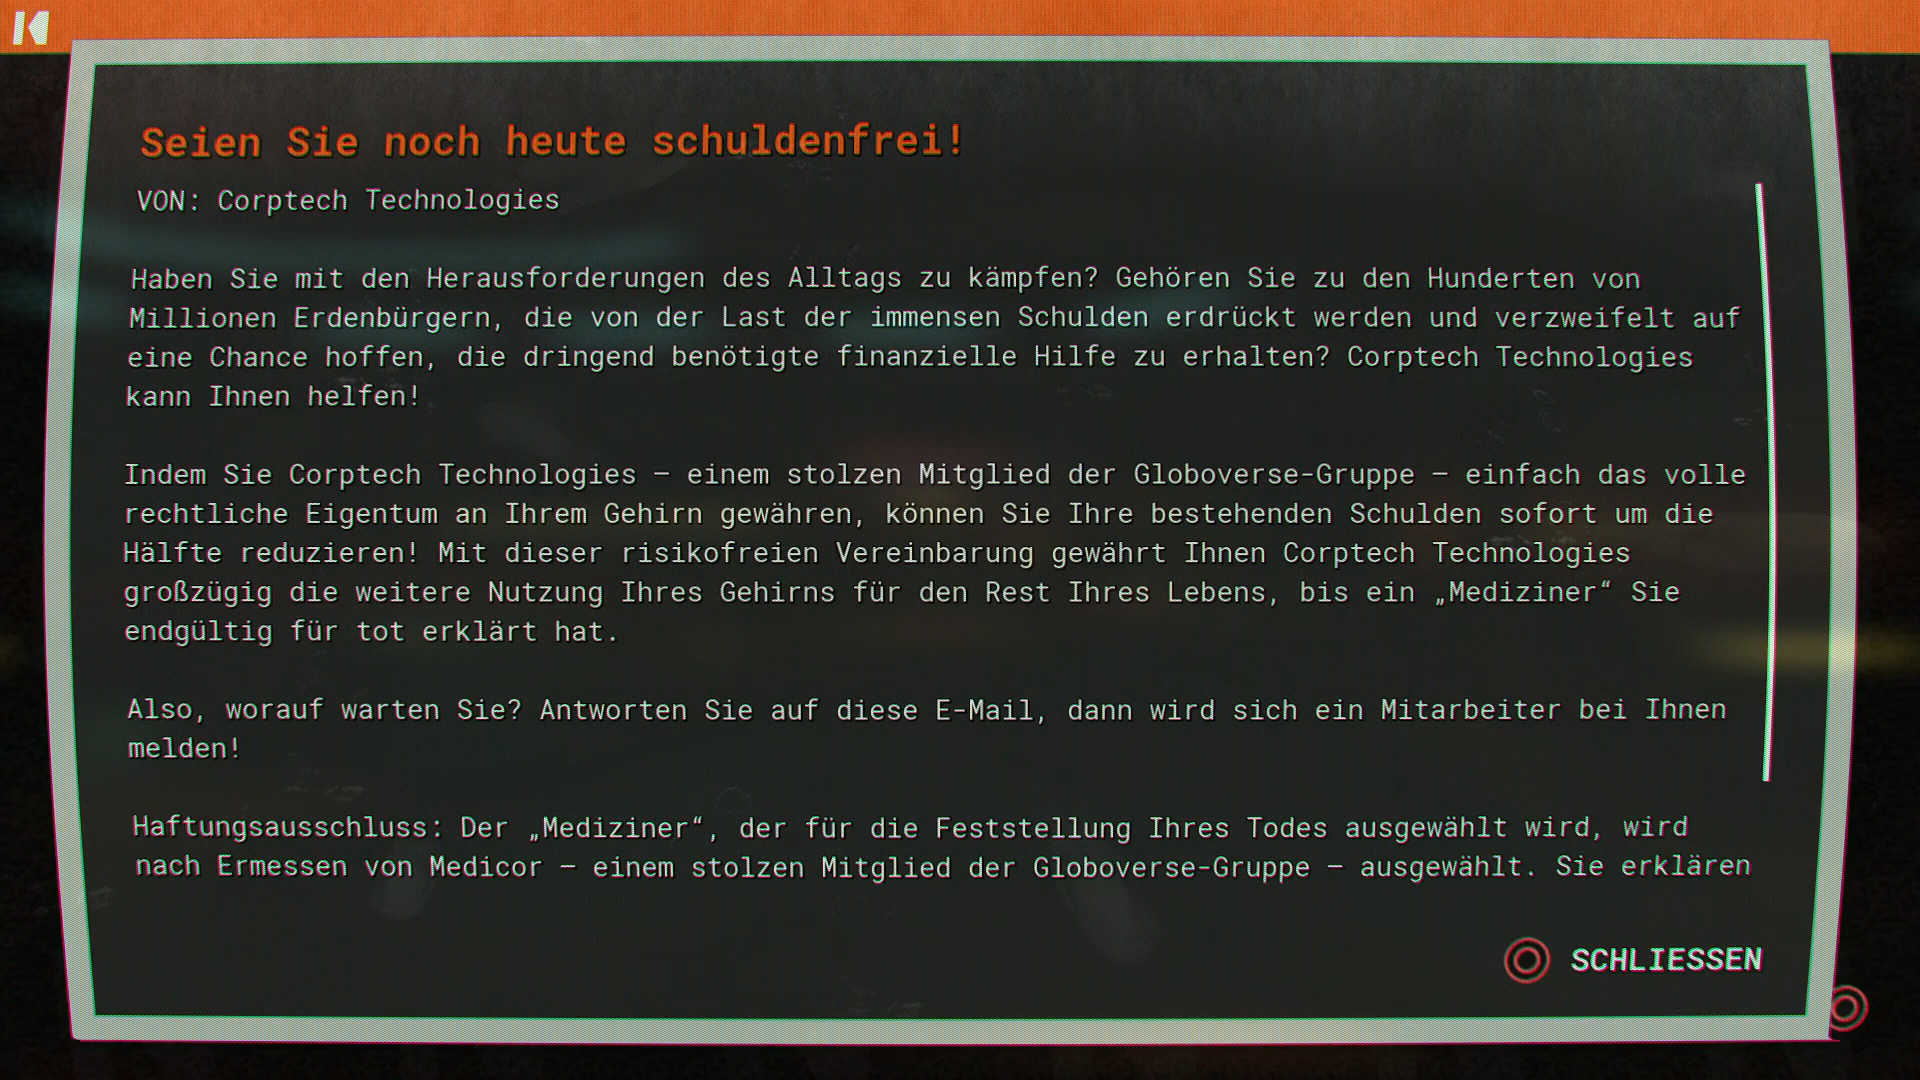 Seien Sie noch heute schuldenfrei!
VON: Corptech Technologies
Haben Sie mit den Herausforderungen des Alltags zu kämpfen? Gehören Sie zu den Hunderten von
Millionen Erdenbürgern, die von der Last der immensen Schulden erdrückt werden und verzweifelt auf
eine Chance hoffen, die dringend benötigte finanzielle Hilfe zu erhalten? Corptech Technologies
kann Ihnen helfen!
Indem Sie Corptech Technologies – einem stolzen Mitglied der Globoverse-Gruppe – einfach das volle
rechtliche Eigentum an Ihrem Gehirn gewähren, können Sie Ihre bestehenden Schulden sofort um die
Hälfte reduzieren! Mit dieser risikofreien Vereinbarung gewährt Ihnen Corptech Technologies
großzügig die weitere Nutzung Ihres Gehirns für den Rest Ihres Lebens, bis ein „Mediziner“ Sie
endgültig für tot erklärt hat.
Also, worauf warten Sie? Antworten Sie auf diese E-Mail, dann wird sich ein Mitarbeiter bei Ihnen
melden!
Haftungsausschluss: Der „Mediziner“, der für die Feststellung Ihres Todes ausgewählt wird, wird
nach Ermessen von Medicor – einem stolzen Mitglied der Globoverse-Gruppe – ausgewählt. Sie erklären
SCHLIESSEN